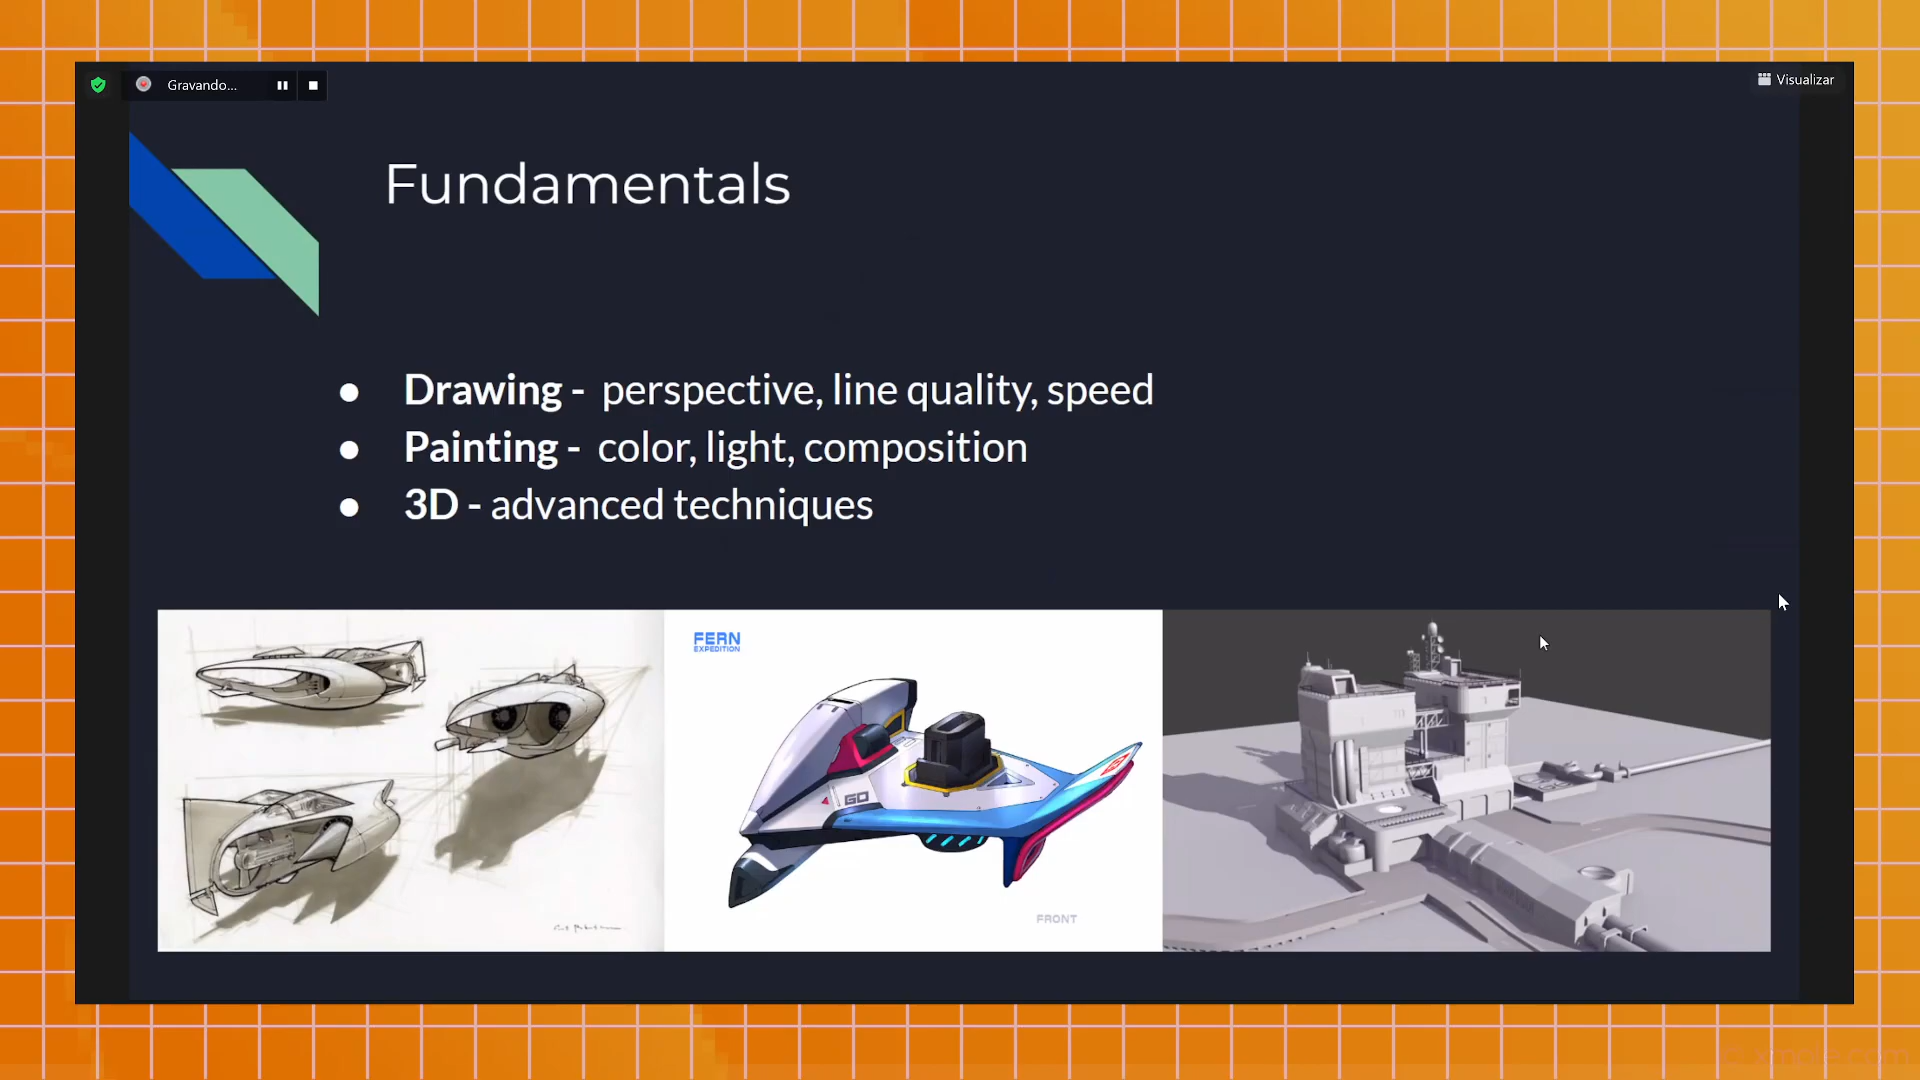 Gravando...
Visualizar
Fundamentals
● Drawing - perspective, line quality, speed
● Painting - color, light, composition
● 3D - advanced techniques
FERN
EXPEDITION
GO
FRONT